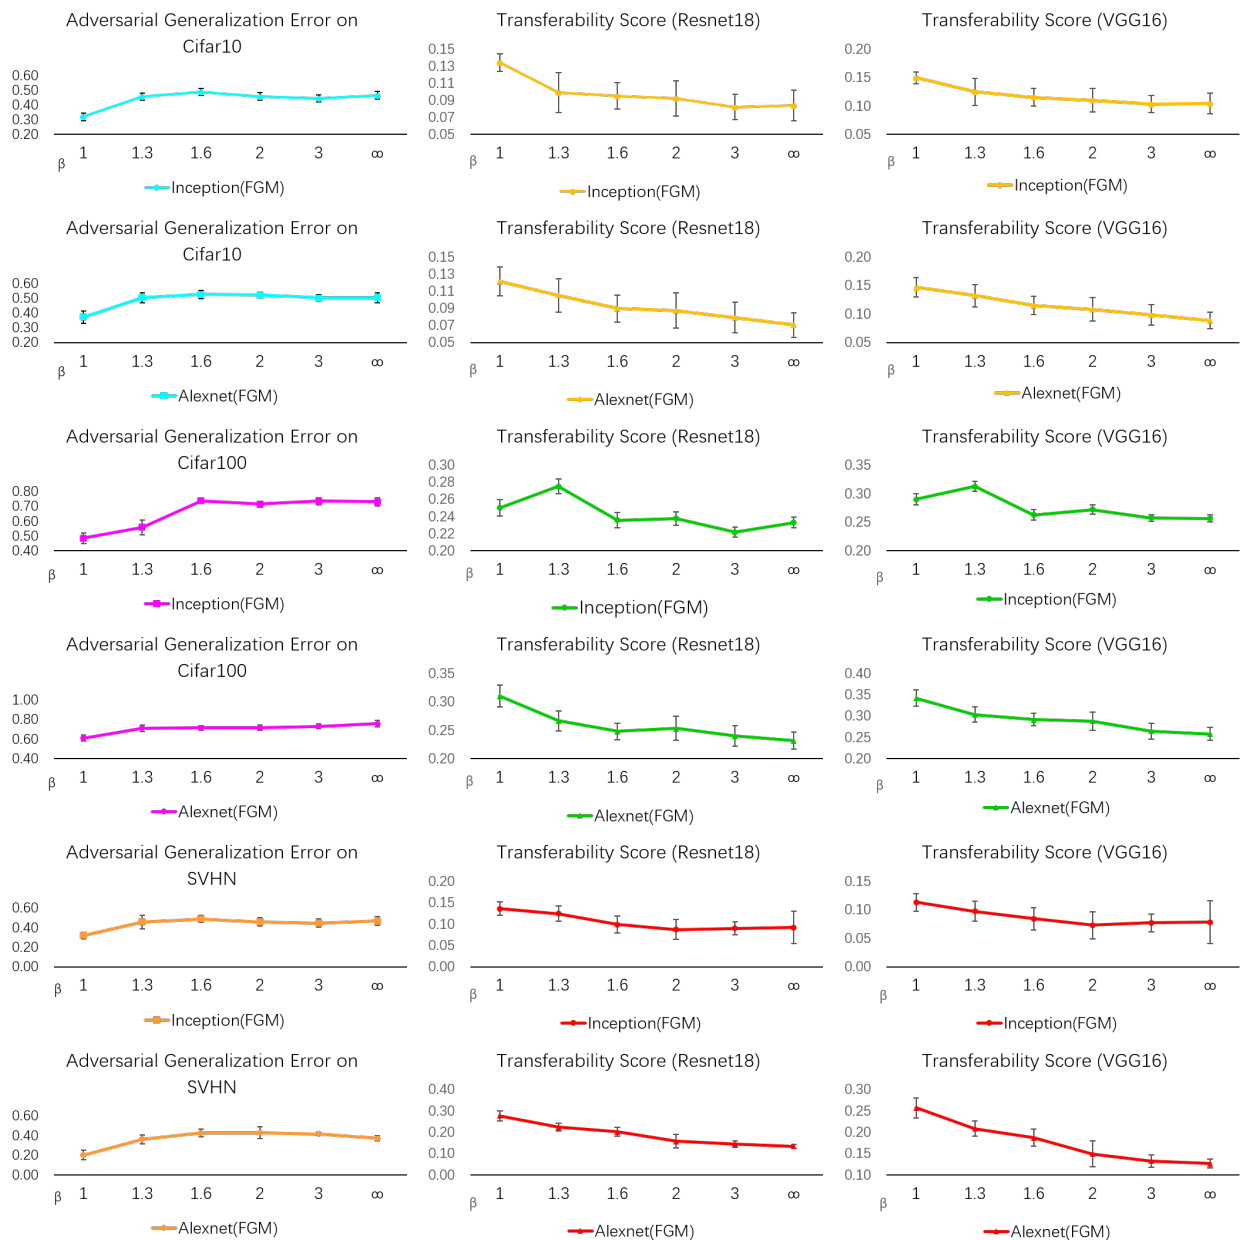 Adversarial Generalization Error on
Cifar10
0.60
0.50
0.40
0.30
0.20
β 1 1.3 1.6 2 3 ∞
Inception(FGM)
Transferability Score (Resnet18)
0.15
0.13
0.11
0.09
0.07
0.05
β 1 1.3 1.6 2 3 ∞
Inception(FGM)
Transferability Score (VGG16)
0.20
0.15
0.10
0.05
β 1 1.3 1.6 2 3 ∞
Inception(FGM)
Adversarial Generalization Error on
Cifar10
0.60
0.50
0.40
0.30
0.20
β 1 1.3 1.6 2 3 ∞
Alexnet(FGM)
Transferability Score (Resnet18)
0.15
0.13
0.11
0.09
0.07
0.05
β 1 1.3 1.6 2 3 ∞
Alexnet(FGM)
Transferability Score (VGG16)
0.20
0.15
0.10
0.05
β 1 1.3 1.6 2 3 ∞
Alexnet(FGM)
Adversarial Generalization Error on
Cifar100
0.80
0.70
0.60
0.50
0.40
β 1 1.3 1.6 2 3 ∞
Inception(FGM)
Transferability Score (Resnet18)
0.30
0.28
0.26
0.24
0.22
0.20
β 1 1.3 1.6 2 3 ∞
Inception(FGM)
Transferability Score (VGG16)
0.35
0.30
0.25
0.20
β 1 1.3 1.6 2 3 ∞
Inception(FGM)
Adversarial Generalization Error on
Cifar100
1.00
0.80
0.60
0.40
β 1 1.3 1.6 2 3 ∞
Alexnet(FGM)
Transferability Score (Resnet18)
0.35
0.30
0.25
0.20
β 1 1.3 1.6 2 3 ∞
Alexnet(FGM)
Transferability Score (VGG16)
0.40
0.35
0.30
0.25
0.20
β 1 1.3 1.6 2 3 ∞
Alexnet(FGM)
Adversarial Generalization Error on
SVHN
0.60
0.40
0.20
0.00
β 1 1.3 1.6 2 3 ∞
Inception(FGM)
Transferability Score (Resnet18)
0.20
0.15
0.10
0.05
0.00
β 1 1.3 1.6 2 3 ∞
Inception(FGM)
Transferability Score (VGG16)
0.15
0.10
0.05
0.00
β 1 1.3 1.6 2 3 ∞
Inception(FGM)
Adversarial Generalization Error on
SVHN
0.60
0.40
0.20
0.00
β 1 1.3 1.6 2 3 ∞
Alexnet(FGM)
Transferability Score (Resnet18)
0.40
0.30
0.20
0.10
0.00
β 1 1.3 1.6 2 3 ∞
Alexnet(FGM)
Transferability Score (VGG16)
0.30
0.25
0.20
0.15
0.10
β 1 1.3 1.6 2 3 ∞
Alexnet(FGM)